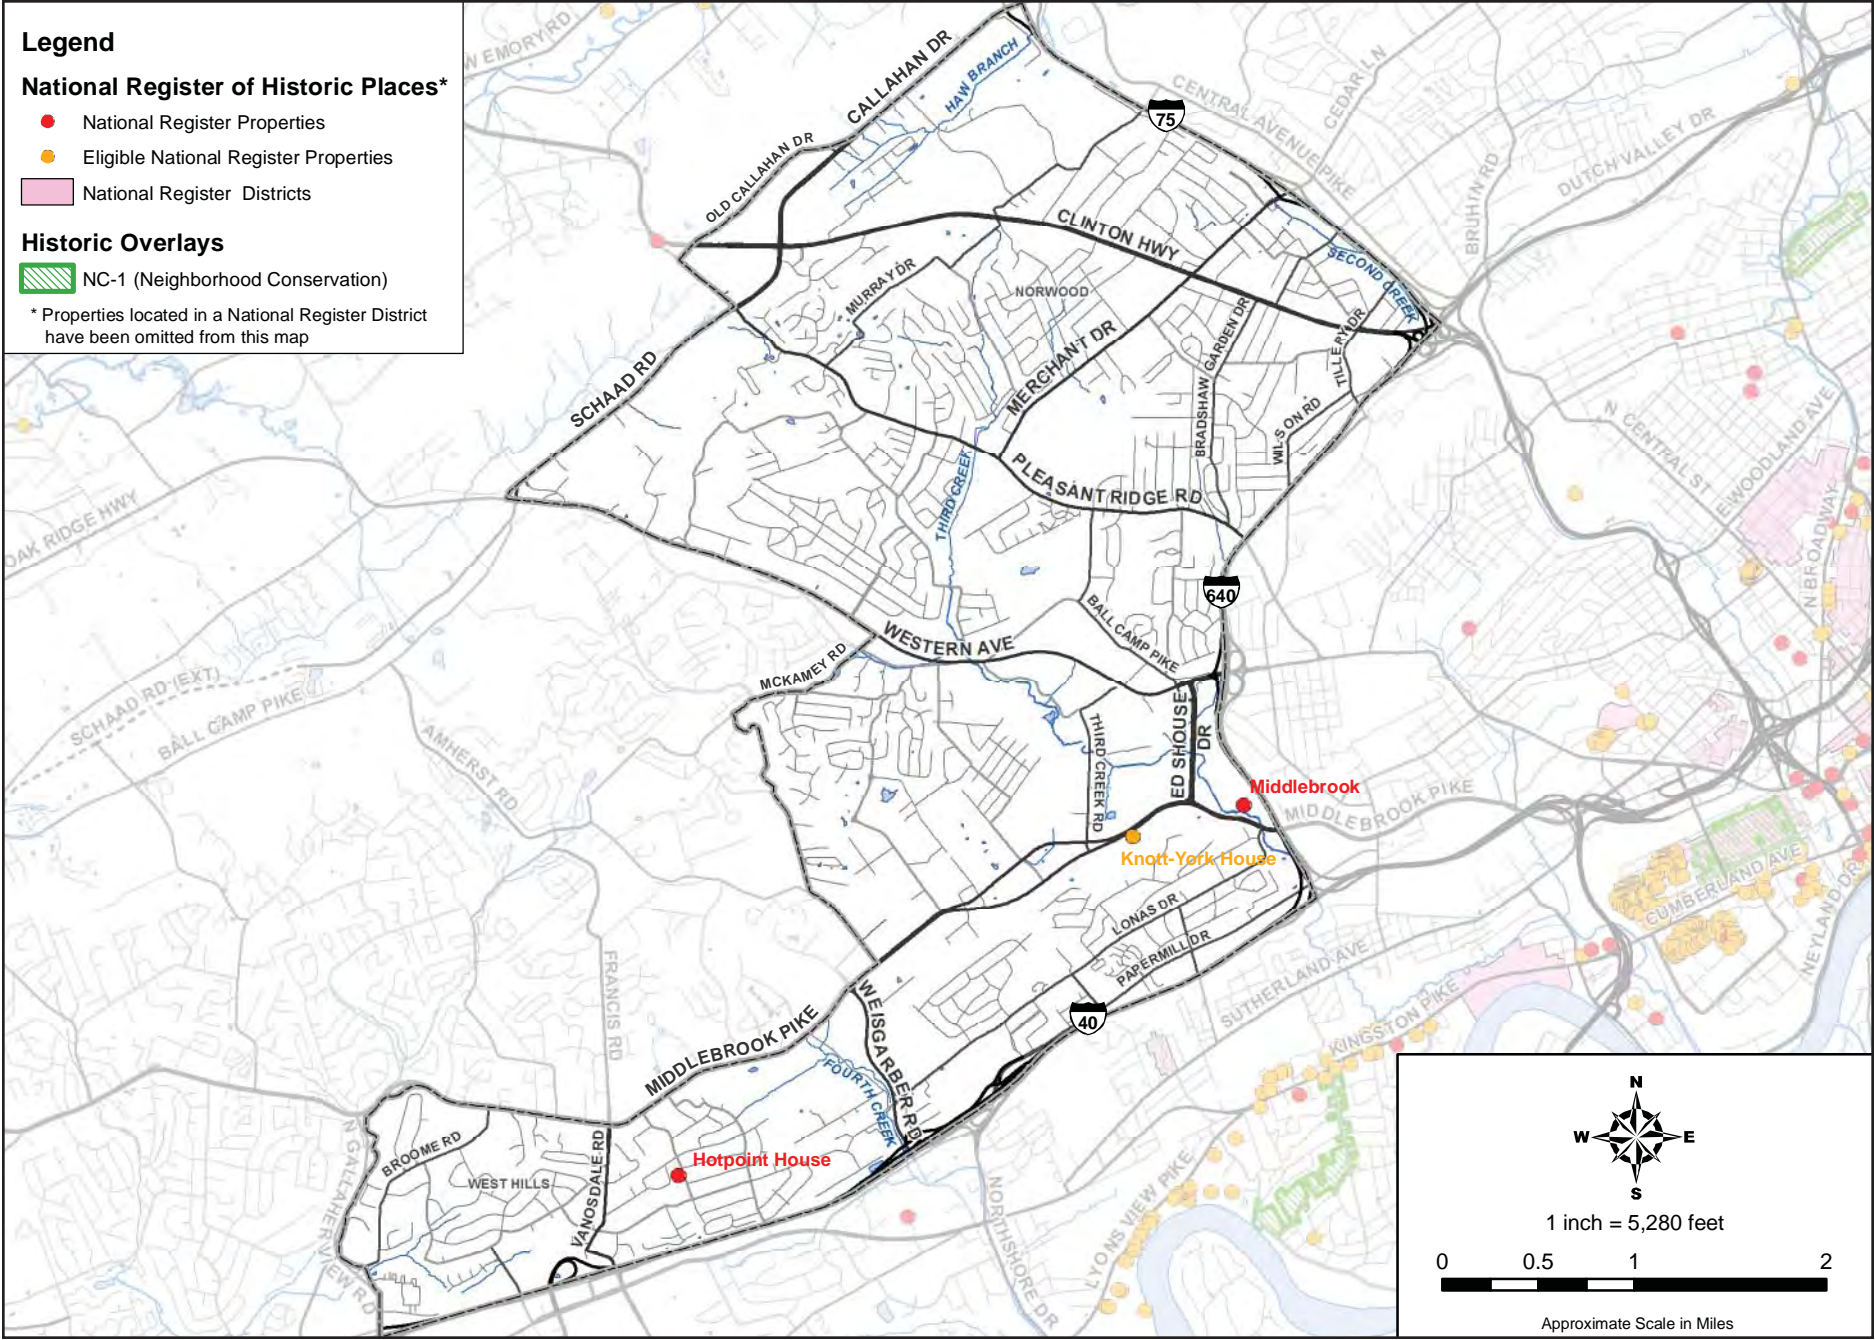 Legend
National Register of Historic Places*
National Register Properties
Eligible National Register Properties
National Register Districts
Historic Overlays
NC-1 (Neighborhood Conservation)
* Properties located in a National Register District
have been omitted from this map
W EMORY RD
CALLAHAN DR
HAW BRANCH
OLD CALLAHAN DR
75
CENTRAL AVENUE PIKE
CEDAR LN
DUTCH VALLEY DR
BRUHIN RD
CLINTON HWY
SECOND CREEK
MURRAY DR
NORWOOD
MERCHANT DR
BRADSHAW GARDEN DR
TILLERY DR
WILSON RD
SCHAAD RD
N CENTRAL ST
ELWOODLAND AVE
N BROADWAY
PLEASANT RIDGE RD
THIRD CREEK
OAK RIDGE HWY
640
BALL CAMP PIKE
WESTERN AVE
MCKAMEY RD
SCHAAD RD (EXT)
BALL CAMP PIKE
AMHERST RD
THIRD CREEK RD
ED SHOUSE
DR
Middlebrook
MIDDLEBROOK PIKE
Knott-York House
CUMBERLAND AVE
NEYLAND DR
LONAS DR
PAPERMILL DR
SUTHERLAND AVE
KINGSTON PIKE
40
FRANCIS RD
MIDDLEBROOK PIKE
WEISGARBER RD
FOURTH CREEK
N GALLAHER VIEW RD
BROOME RD
WEST HILLS
VANOSDALE RD
Hotpoint House
NORTHSHORE DR
LYONS VIEW PIKE
N
W
E
S
1 inch = 5,280 feet
0 0.5 1 2
Approximate Scale in Miles